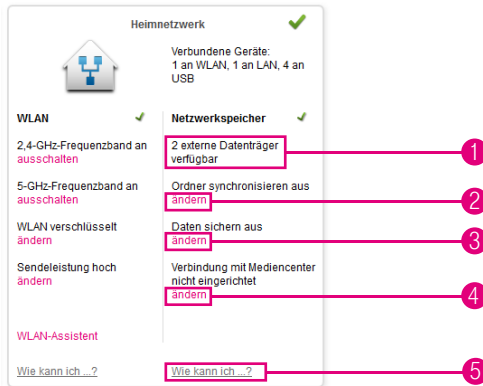 Heimnetzwerk
Verbundene Geräte:
1 an WLAN, 1 an LAN, 4 an
USB
WLAN
2,4-GHz-Frequenzband an
ausschalten
5-GHz-Frequenzband an
ausschalten
WLAN verschlüsselt
ändern
Sendeleistung hoch
ändern
WLAN-Assistent
Wie kann ich ...?
Netzwerkspeicher
2 externe Datenträger
verfügbar
1
Ordner synchronisieren aus
ändern
2
Daten sichern aus
ändern
3
Verbindung mit Mediencenter
nicht eingerichtet
ändern
4
Wie kann ich ...?
5